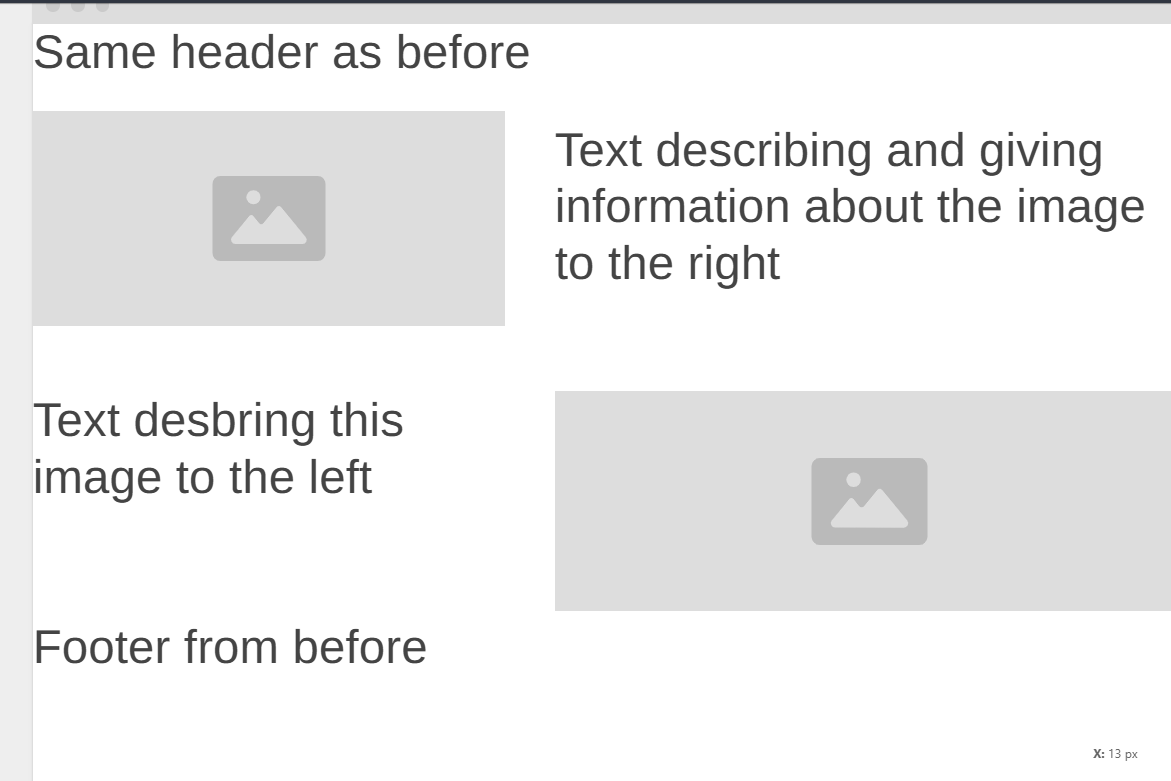 Same header as before
Text describing and giving
information about the image
to the right
Text desbring this
image to the left
Footer from before
X: 13 px